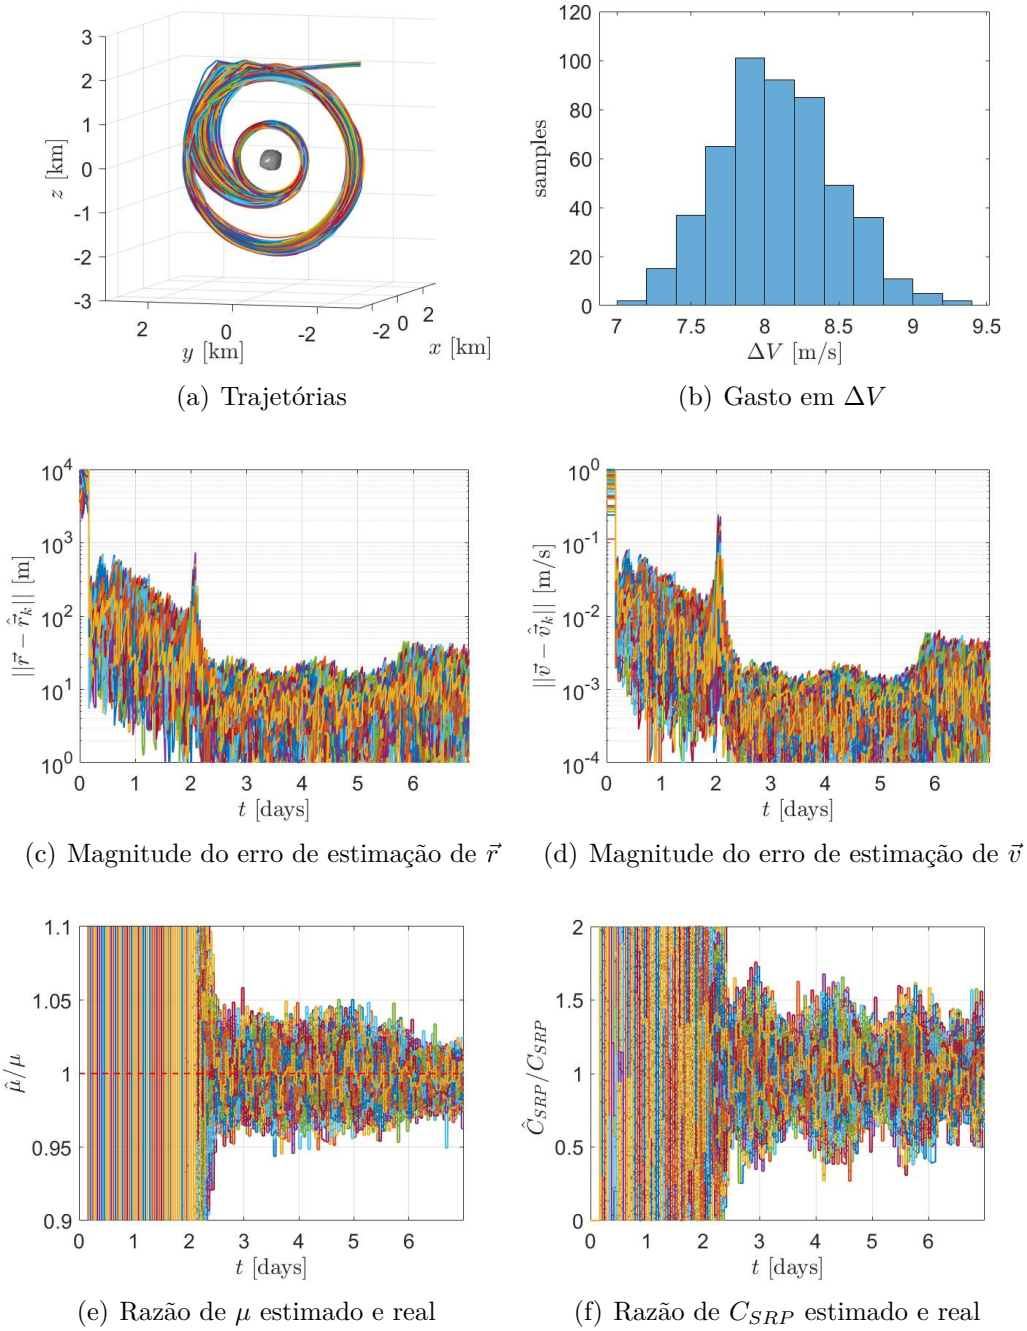 3
2
1
0
-1
-2
-3
z [km]
2
0
-2
y [km]
-2
0
2
x [km]
(a) Trajetórias
120
100
80
60
40
20
0
samples
7
7.5
8
8.5
9
9.5
ΔV [m/s]
(b) Gasto em ΔV
10^4
10^3
10^2
10^1
10^0
||r⃗ − r̂⃗_k|| [m]
0 1 2 3 4 5 6
t [days]
(c) Magnitude do erro de estimação de r⃗
10^0
10^-1
10^-2
10^-3
10^-4
||v⃗ − v̂⃗_k|| [m/s]
0 1 2 3 4 5 6
t [days]
(d) Magnitude do erro de estimação de v⃗
1.1
1.05
1
0.95
0.9
μ̂/μ
0 1 2 3 4 5 6
t [days]
(e) Razão de μ estimado e real
2
1.5
1
0.5
0
Ĉ_SRP/C_SRP
0 1 2 3 4 5 6
t [days]
(f) Razão de C_SRP estimado e real